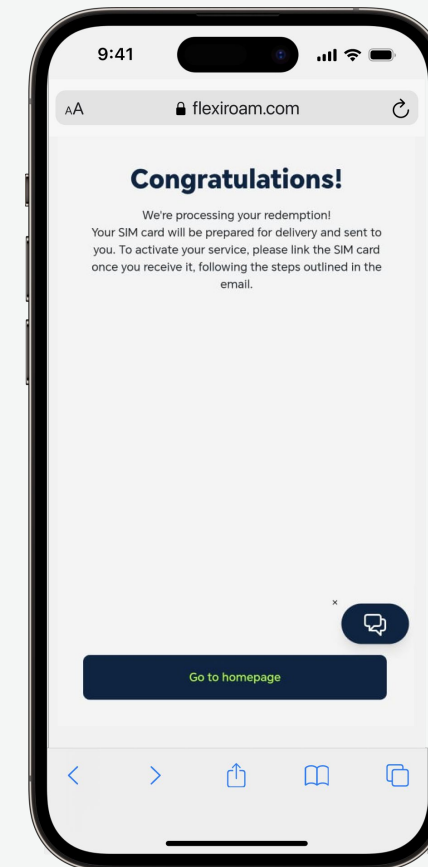 9:41
AA flexiroam.com
Congratulations!
We're processing your redemption!
Your SIM card will be prepared for delivery and sent to
you. To activate your service, please link the SIM card
once you receive it, following the steps outlined in the
email.
×
Go to homepage